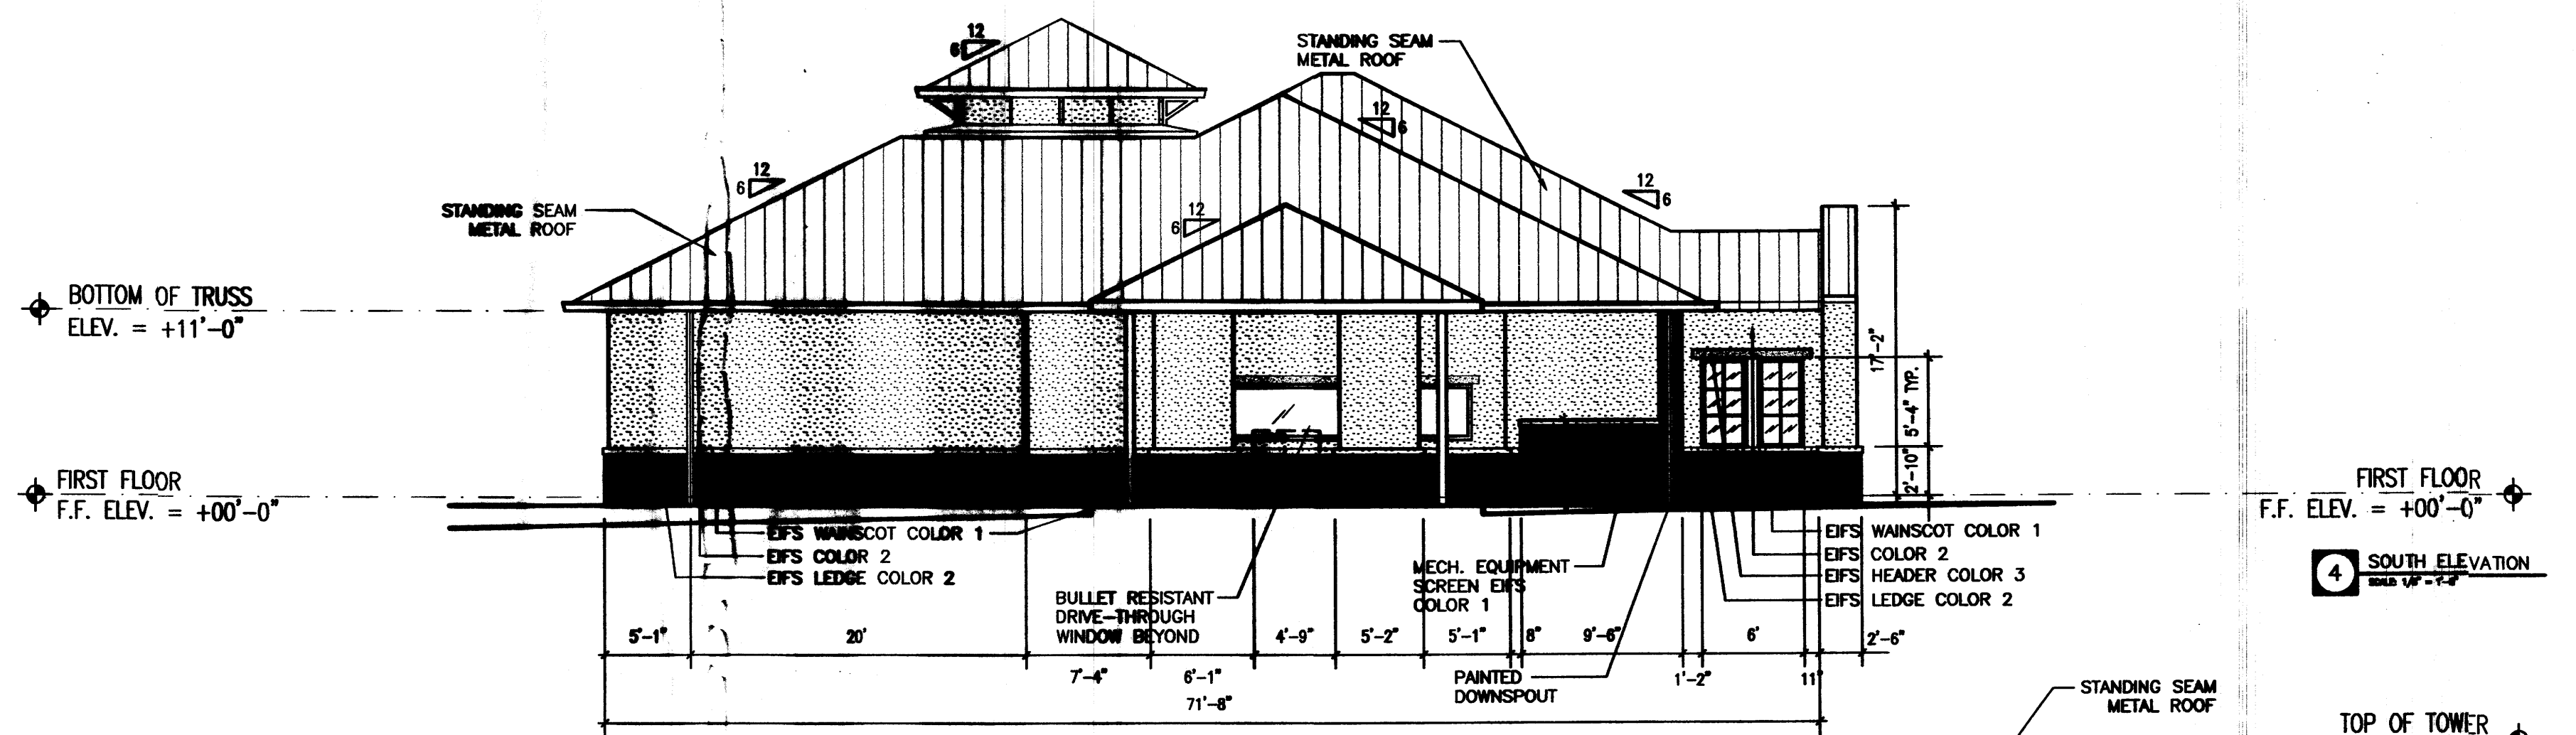 12
6
STANDING SEAM
METAL ROOF
12
6
12
6
12
6
12
6
STANDING SEAM
METAL ROOF
BOTTOM OF TRUSS
ELEV. = +11'-0"
17'-2"
5'-4" TYP.
2'-10"
FIRST FLOOR
F.F. ELEV. = +00'-0"
FIRST FLOOR
F.F. ELEV. = +00'-0"
EIFS WAINSCOT COLOR 1
EIFS COLOR 2
EIFS LEDGE COLOR 2
BULLET RESISTANT
DRIVE-THROUGH
WINDOW BEYOND
MECH. EQUIPMENT
SCREEN EIFS
COLOR 1
EIFS WAINSCOT COLOR 1
EIFS COLOR 2
EIFS HEADER COLOR 3
EIFS LEDGE COLOR 2
4 SOUTH ELEVATION
5'-1" 20' 4'-9" 5'-2" 5'-1" 8" 9'-6" 6' 2'-6"
7'-4" 6'-1" 1'-2" 11"
PAINTED
DOWNSPOUT
71'-8"
STANDING SEAM
METAL ROOF
TOP OF TOWER